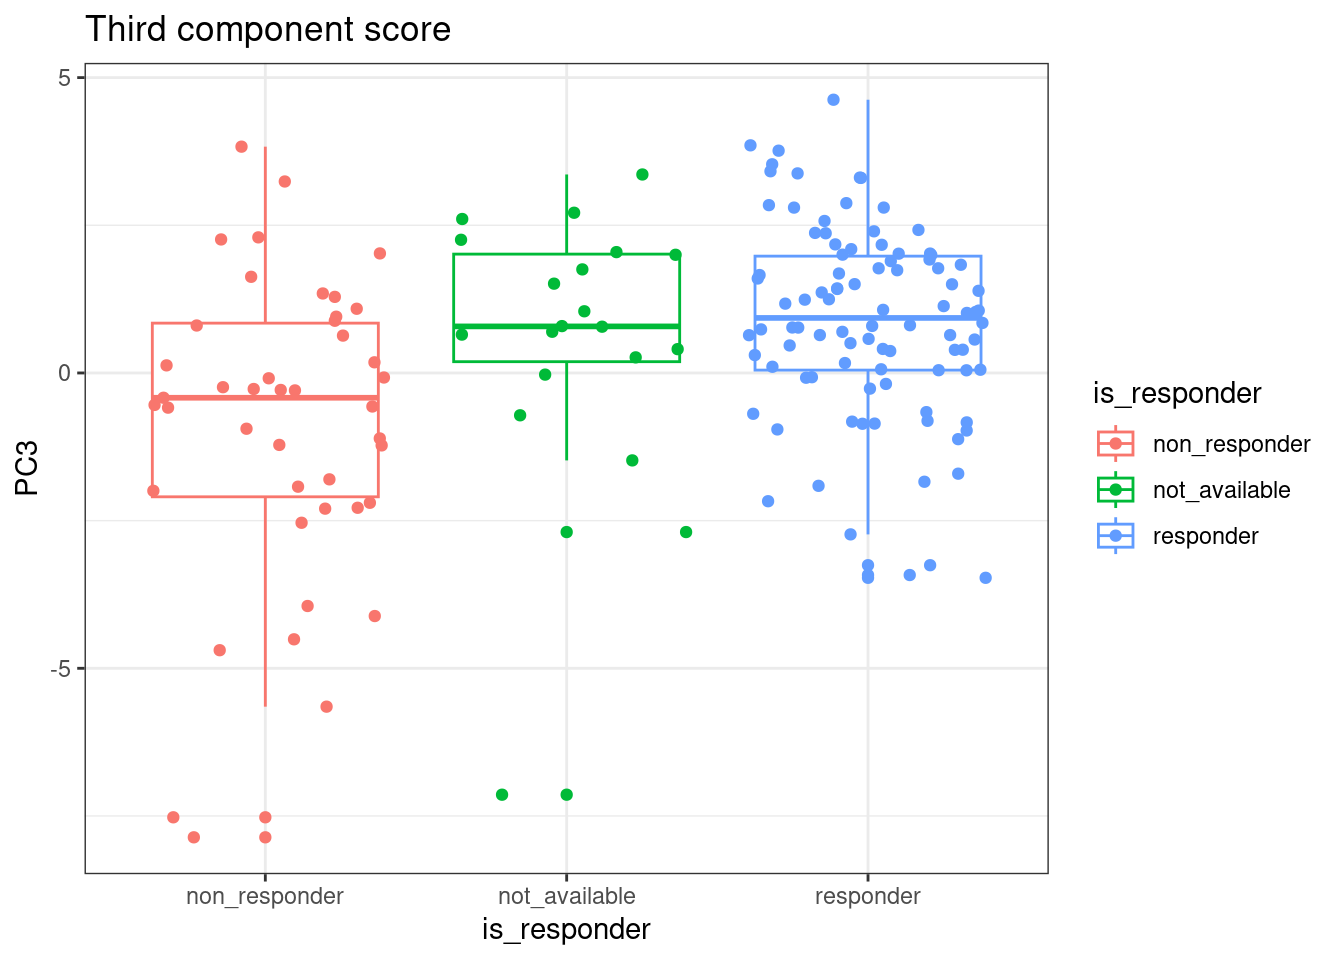 Third component score
5
0
-5
PC3
non_responder
not_available
responder
is_responder
is_responder
non_responder
not_available
responder